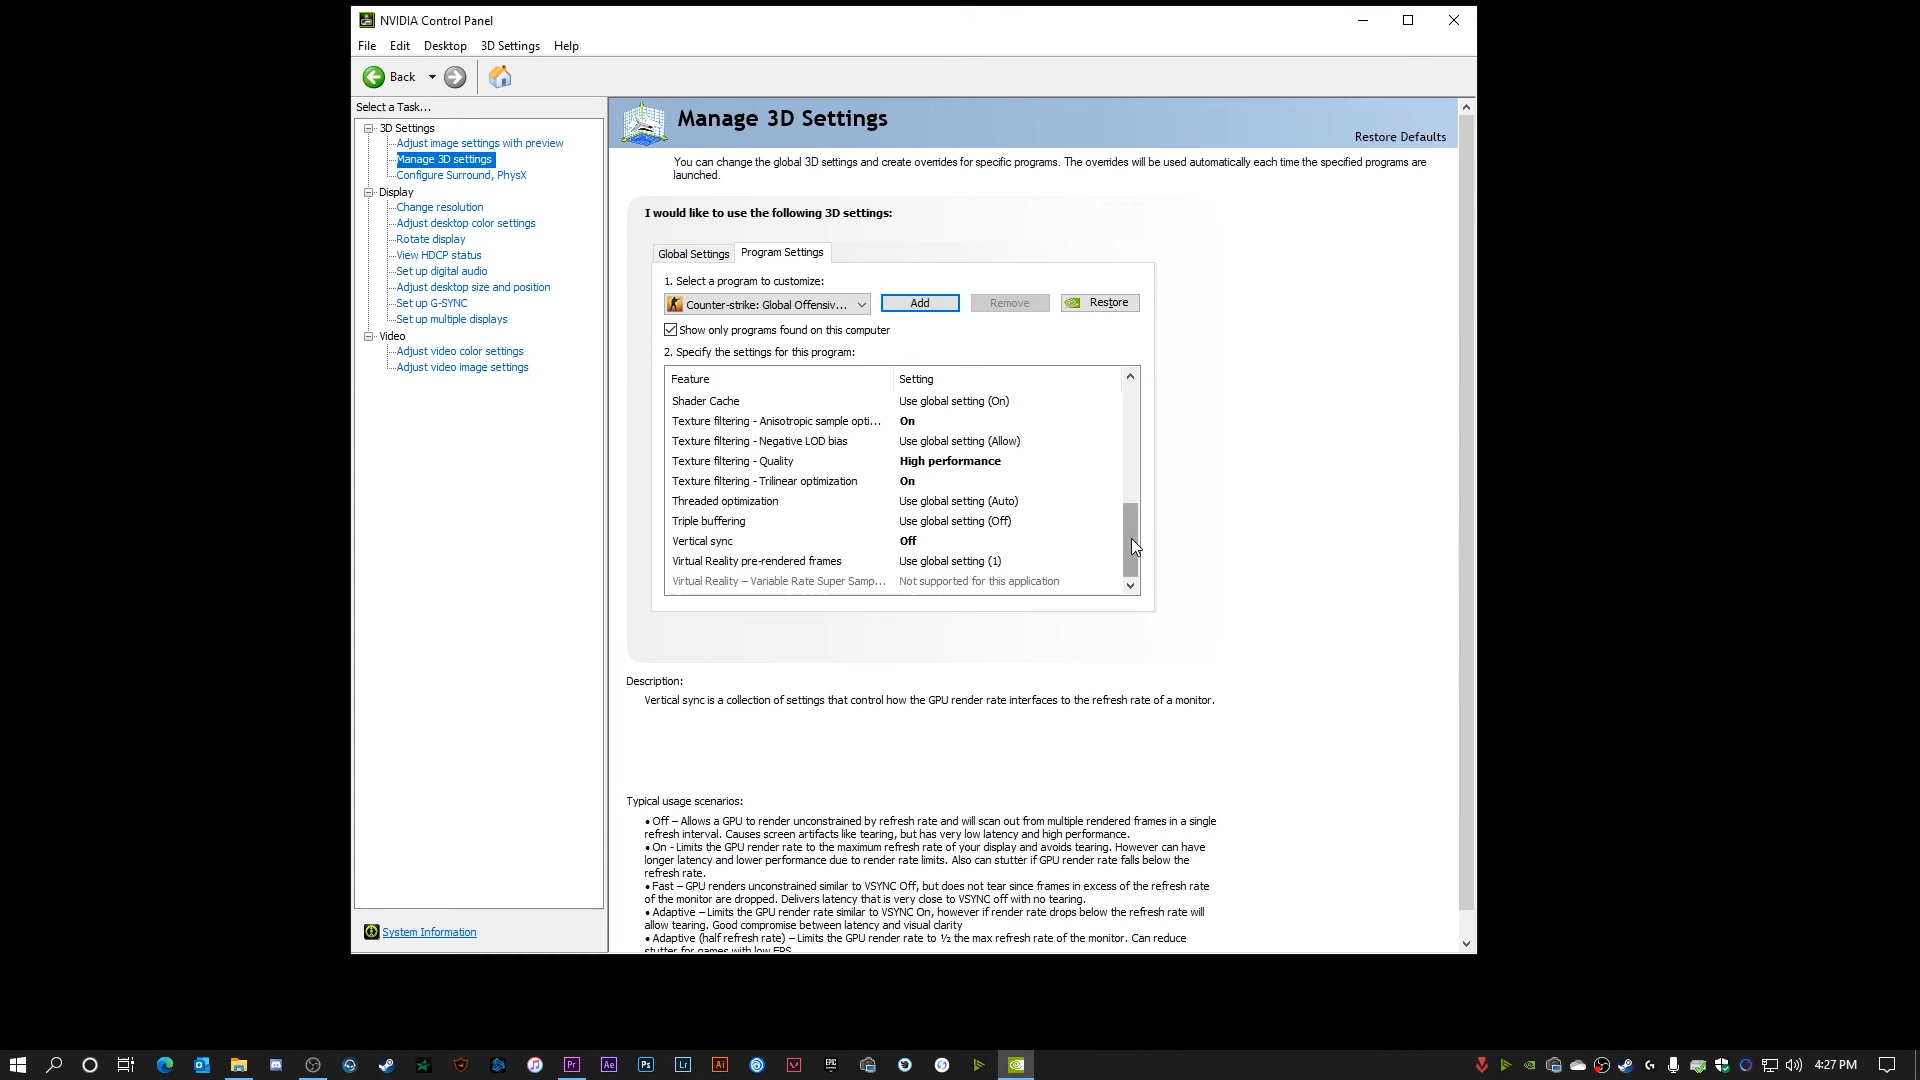 NVIDIA Control Panel
File Edit Desktop 3D Settings Help
Back
Select a Task...
3D Settings
Adjust image settings with preview
Manage 3D settings
Configure Surround, PhysX
Display
Change resolution
Adjust desktop color settings
Rotate display
View HDCP status
Set up digital audio
Adjust desktop size and position
Set up G-SYNC
Set up multiple displays
Video
Adjust video color settings
Adjust video image settings
System Information
Manage 3D Settings
Restore Defaults
You can change the global 3D settings and create overrides for specific programs. The overrides will be used automatically each time the specified programs are
launched.
I would like to use the following 3D settings:
Global Settings Program Settings
1. Select a program to customize:
Counter-strike: Global Offensiv... Add Remove Restore
Show only programs found on this computer
2. Specify the settings for this program:
Feature Setting
Shader Cache Use global setting (On)
Texture filtering - Anisotropic sample opti... On
Texture filtering - Negative LOD bias Use global setting (Allow)
Texture filtering - Quality High performance
Texture filtering - Trilinear optimization On
Threaded optimization Use global setting (Auto)
Triple buffering Use global setting (Off)
Vertical sync Off
Virtual Reality pre-rendered frames Use global setting (1)
Virtual Reality – Variable Rate Super Samp... Not supported for this application
Description:
Vertical sync is a collection of settings that control how the GPU render rate interfaces to the refresh rate of a monitor.
Typical usage scenarios:
• Off – Allows a GPU to render unconstrained by refresh rate and will scan out from multiple rendered frames in a single
refresh interval. Causes screen artifacts like tearing, but has very low latency and high performance.
• On - Limits the GPU render rate to the maximum refresh rate of your display and avoids tearing. However can have
longer latency and lower performance due to render rate limits. Also can stutter if GPU render rate falls below the
refresh rate.
• Fast – GPU renders unconstrained similar to VSYNC Off, but does not tear since frames in excess of the refresh rate
of the monitor are dropped. Delivers latency that is very close to VSYNC off with no tearing.
• Adaptive – Limits the GPU render rate similar to VSYNC On, however if render rate drops below the refresh rate will
allow tearing. Good compromise between latency and visual clarity
• Adaptive (half refresh rate) – Limits the GPU render rate to ½ the max refresh rate of the monitor. Can reduce
stutter for games with low FPS
Pr Ae Ps Lr Ai EPIC
4:27 PM